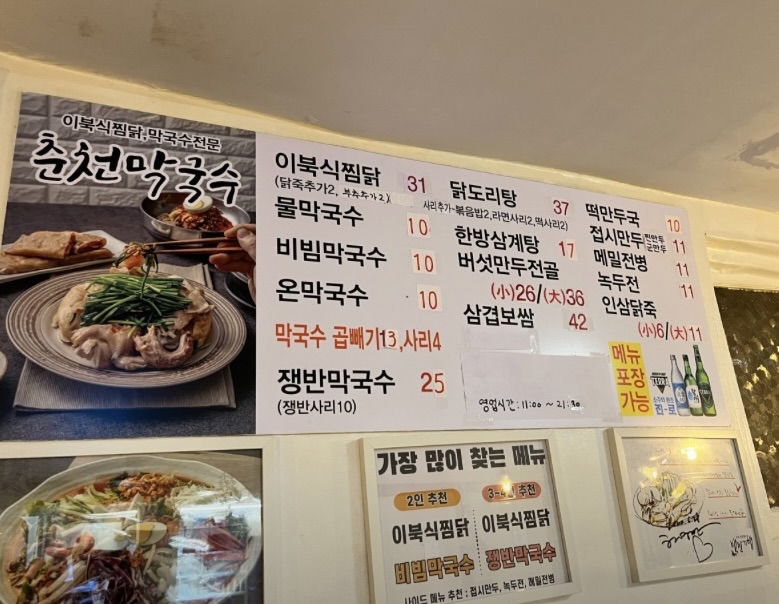 이북식찜닭,막국수전문
춘천막국수
이북식찜닭 31
(닭죽추가2, 부추추가2)
물막국수 10
비빔막국수 10
온막국수 10
막국수 곱빼기13,사리4
쟁반막국수 25
(쟁반사리10)
닭도리탕 37
사리추가-볶음밥2,라면사리2,떡사리2)
한방삼계탕 17
버섯만두전골
(小)26/(大)36
삼겹보쌈 42
영업시간:11:00 ~ 21:30
떡만두국 10
접시만두 찐만두 군만두 11
메밀전병 11
녹두전 11
인삼닭죽
(小)6/(大)11
메뉴
포장
가능
가장 많이 찾는 메뉴
2인 추천
이북식찜닭
비빔막국수
3~4인 추천
이북식찜닭
쟁반막국수
사이드 메뉴 추천 : 접시만두, 녹두전, 메밀전병